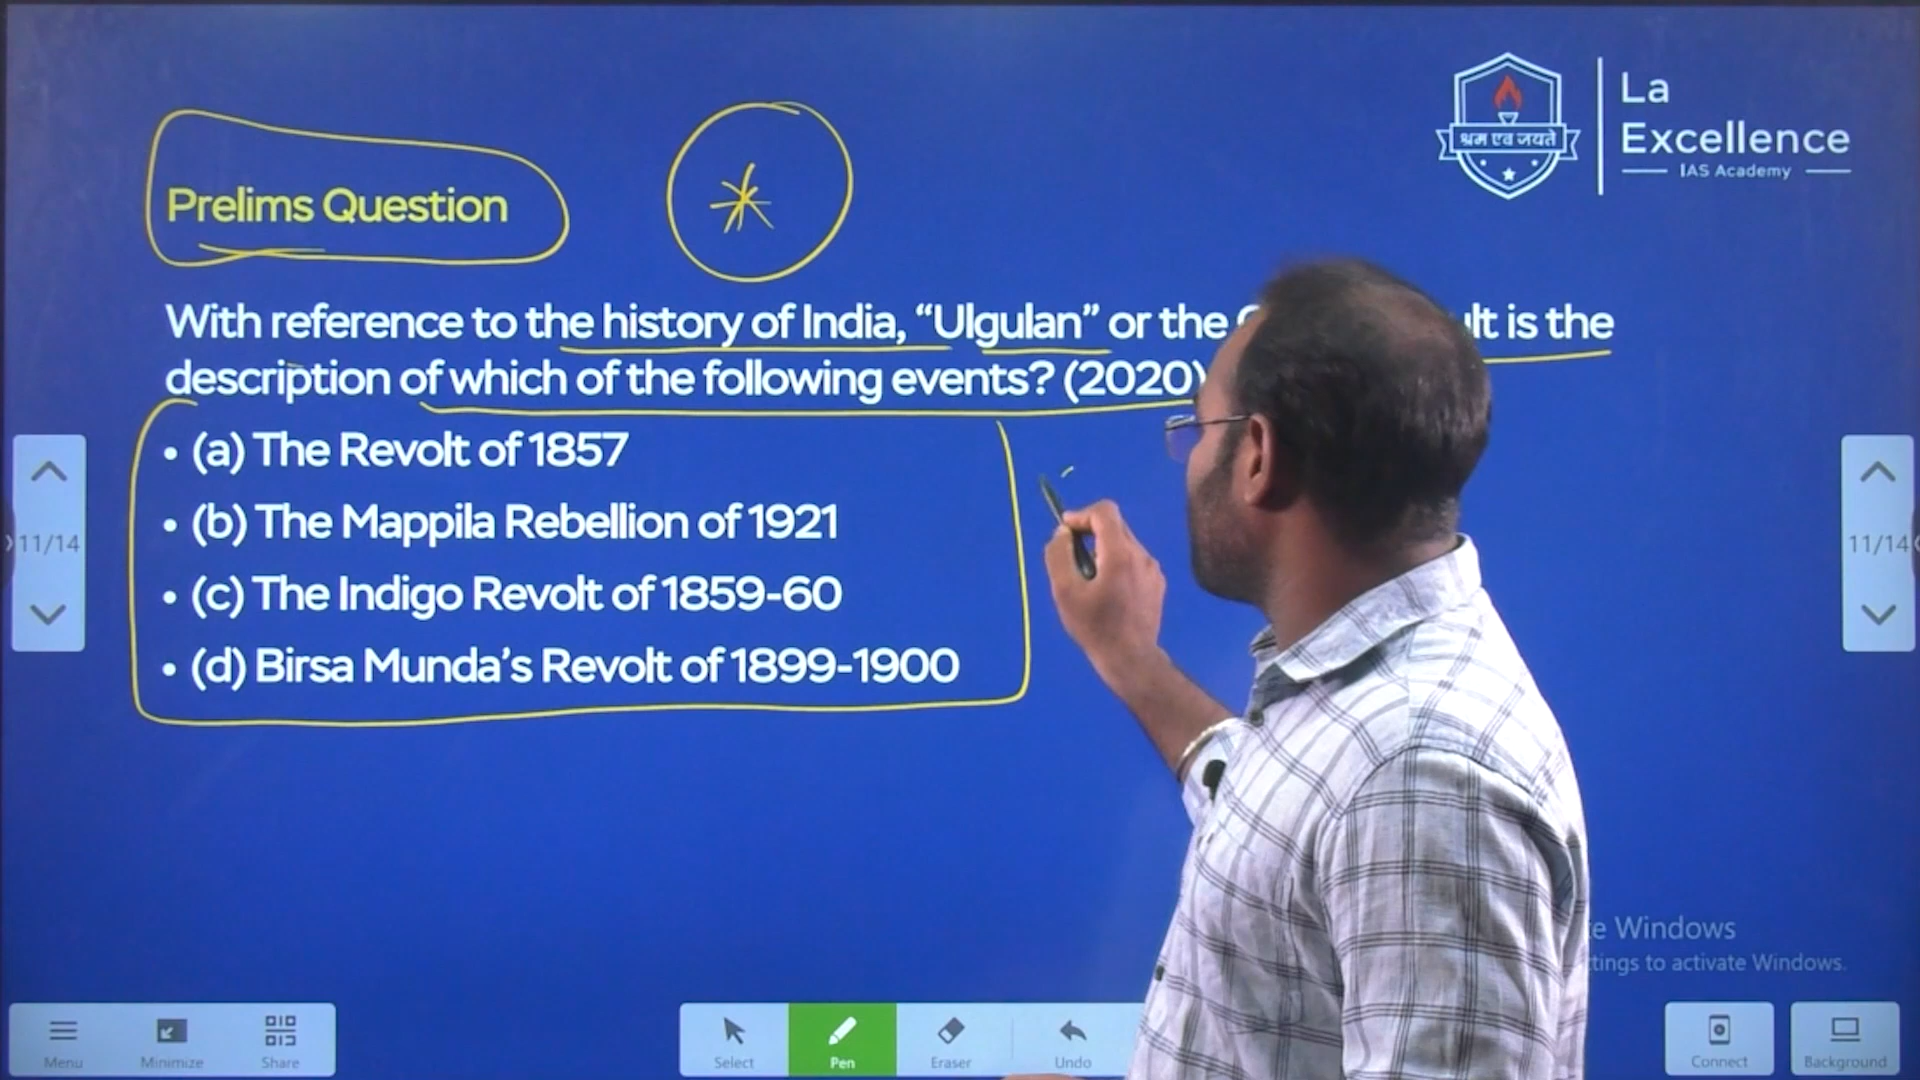 La
Excellence
IAS Academy
श्रम एव जयते
Prelims Question
With reference to the history of India, “Ulgulan” or the is the
description of which of the following events? (2020)
• (a) The Revolt of 1857
• (b) The Mappila Rebellion of 1921
• (c) The Indigo Revolt of 1859-60
• (d) Birsa Munda’s Revolt of 1899-1900
11/14
11/14
Windows
to activate Windows.
Menu
Minimize
Share
Select
Pen
Eraser
Undo
Connect
Background